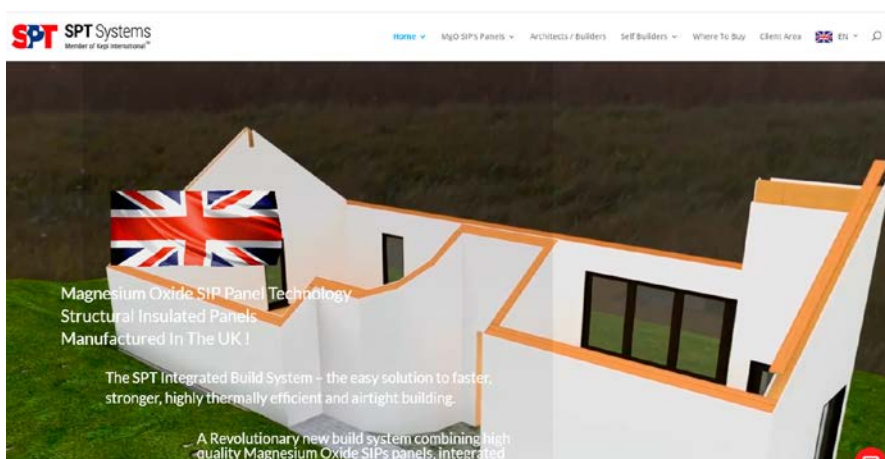 SPT
SPT Systems
Member of Kepi International™
Home
MgO SIP's Panels
Architects / Builders
Self Builders
Where To Buy
Client Area
EN
Magnesium Oxide SIP Panel Technology
Structural Insulated Panels
Manufactured In The UK !
The SPT Integrated Build System – the easy solution to faster,
stronger, highly thermally efficient and airtight building.
A Revolutionary new build system combining high
quality Magnesium Oxide SIPs panels, integrated